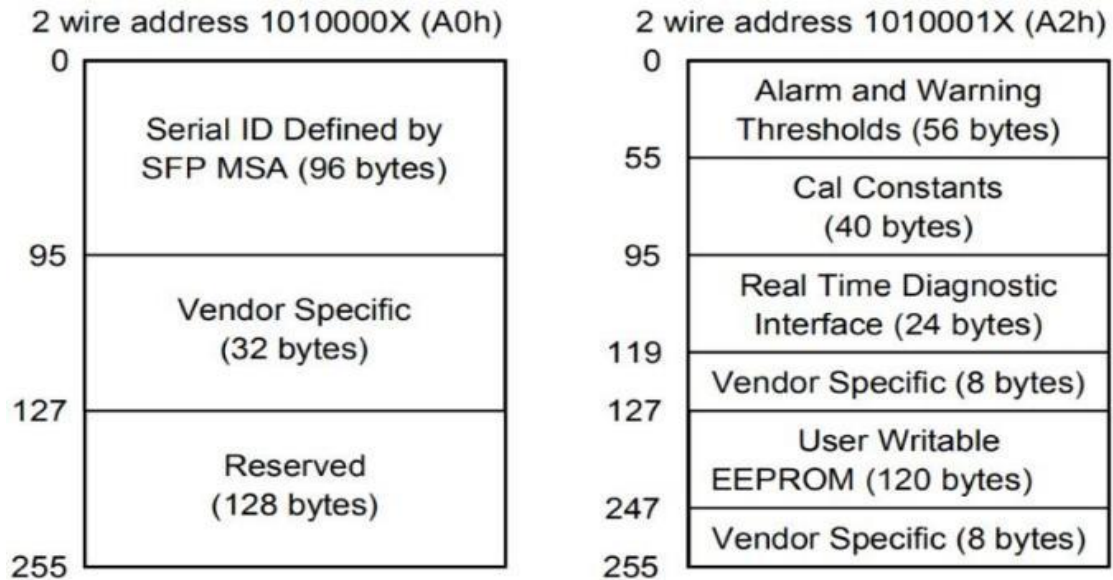 2 wire address 1010000X (A0h)
0
Serial ID Defined by
SFP MSA (96 bytes)
95
Vendor Specific
(32 bytes)
127
Reserved
(128 bytes)
255
2 wire address 1010001X (A2h)
0
Alarm and Warning
Thresholds (56 bytes)
55
Cal Constants
(40 bytes)
95
Real Time Diagnostic
Interface (24 bytes)
119
Vendor Specific (8 bytes)
127
User Writable
EEPROM (120 bytes)
247
Vendor Specific (8 bytes)
255